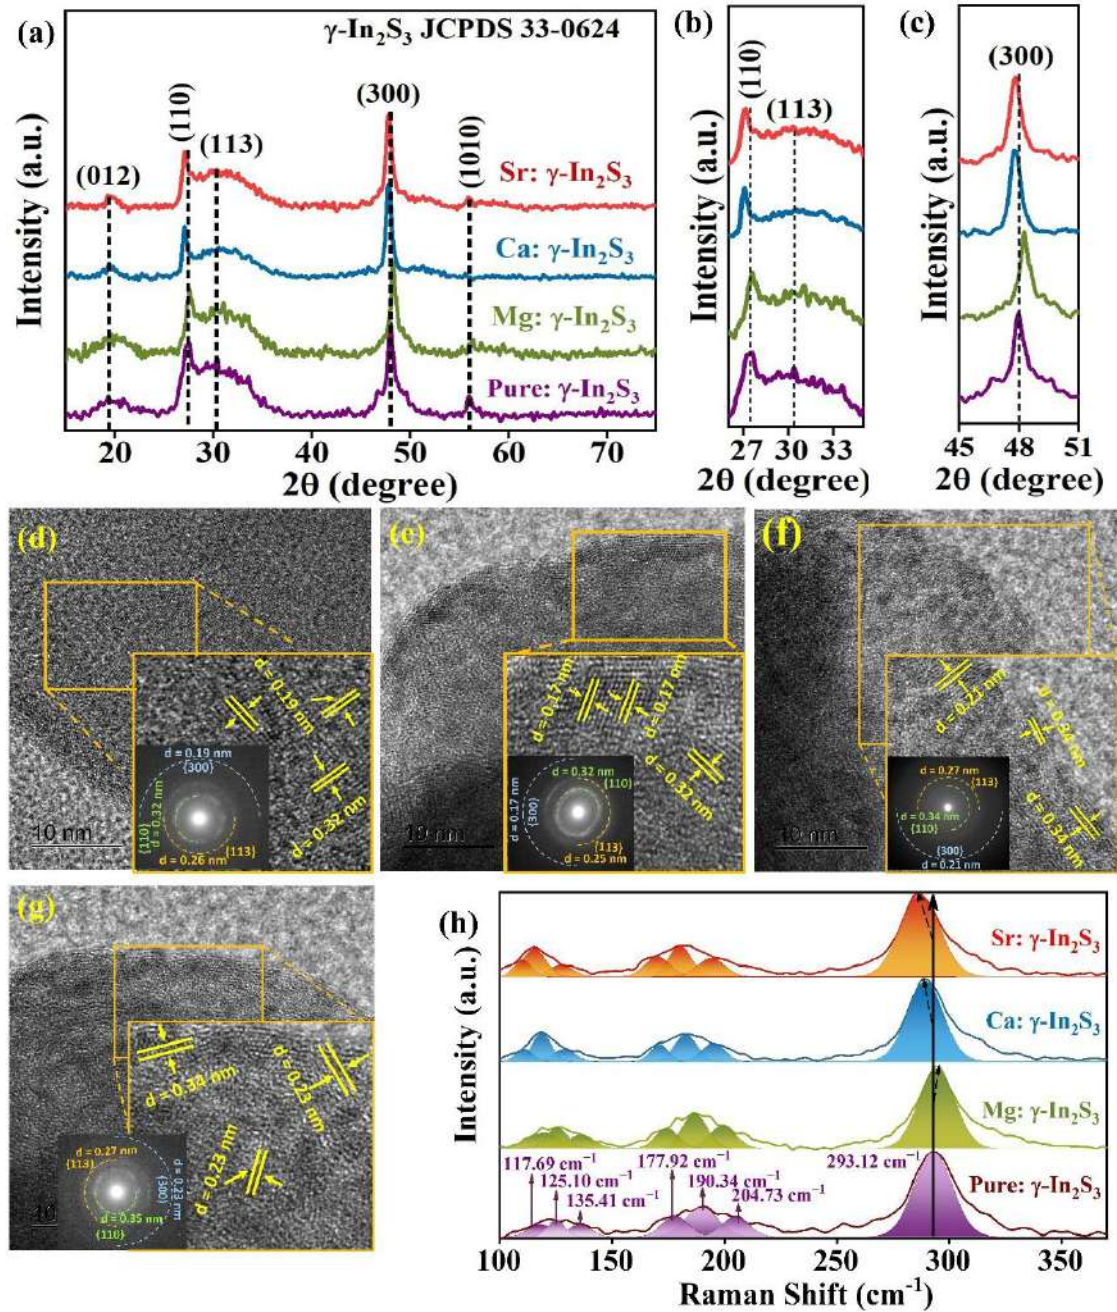 (a)
γ-In₂S₃ JCPDS 33-0624
(012)
(110)
(113)
(300)
(1010)
Sr: γ-In₂S₃
Ca: γ-In₂S₃
Mg: γ-In₂S₃
Pure: γ-In₂S₃
Intensity (a.u.)
20 30 40 50 60 70
2θ (degree)
(b)
(110)
(113)
Intensity (a.u.)
27 30 33
2θ (degree)
(c)
(300)
Intensity (a.u.)
45 48 51
2θ (degree)
(d)
d = 0.19 nm
d = 0.32 nm
d = 0.19 nm
{300}
{110}
d = 0.32 nm
{113}
d = 0.26 nm
10 nm
(e)
d = 0.17 nm
d = 0.17 nm
d = 0.32 nm
d = 0.32 nm
{110}
d = 0.17 nm
{300}
{113}
d = 0.25 nm
10 nm
(f)
d = 0.21 nm
d = 0.34 nm
d = 0.34 nm
d = 0.27 nm
{113}
d = 0.34 nm
{110}
{300}
d = 0.21 nm
10 nm
(g)
d = 0.34 nm
d = 0.23 nm
d = 0.23 nm
d = 0.27 nm
{113}
d = 0.23 nm
{300}
d = 0.35 nm
{110}
10
(h)
Sr: γ-In₂S₃
Ca: γ-In₂S₃
Mg: γ-In₂S₃
117.69 cm⁻¹
125.10 cm⁻¹
135.41 cm⁻¹
177.92 cm⁻¹
190.34 cm⁻¹
204.73 cm⁻¹
293.12 cm⁻¹
Pure: γ-In₂S₃
Intensity (a.u.)
100 150 200 250 300 350
Raman Shift (cm⁻¹)